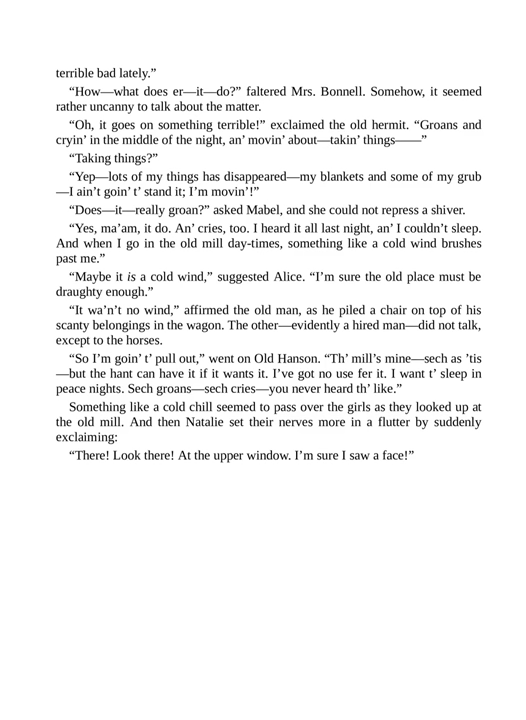 terrible bad lately.”
“How—what does er—it—do?” faltered Mrs. Bonnell. Somehow, it seemed
rather uncanny to talk about the matter.
“Oh, it goes on something terrible!” exclaimed the old hermit. “Groans and
cryin’ in the middle of the night, an’ movin’ about—takin’ things——”
“Taking things?”
“Yep—lots of my things has disappeared—my blankets and some of my grub
—I ain’t goin’ t’ stand it; I’m movin’!”
“Does—it—really groan?” asked Mabel, and she could not repress a shiver.
“Yes, ma’am, it do. An’ cries, too. I heard it all last night, an’ I couldn’t sleep.
And when I go in the old mill day-times, something like a cold wind brushes
past me.”
“Maybe it is a cold wind,” suggested Alice. “I’m sure the old place must be
draughty enough.”
“It wa’n’t no wind,” affirmed the old man, as he piled a chair on top of his
scanty belongings in the wagon. The other—evidently a hired man—did not talk,
except to the horses.
“So I’m goin’ t’ pull out,” went on Old Hanson. “Th’ mill’s mine—sech as ’tis
—but the hant can have it if it wants it. I’ve got no use fer it. I want t’ sleep in
peace nights. Sech groans—sech cries—you never heard th’ like.”
Something like a cold chill seemed to pass over the girls as they looked up at
the old mill. And then Natalie set their nerves more in a flutter by suddenly
exclaiming:
“There! Look there! At the upper window. I’m sure I saw a face!”